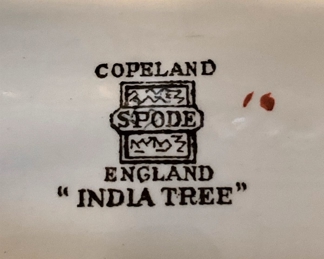 COPELAND
SPODE
ENGLAND
"INDIA TREE"